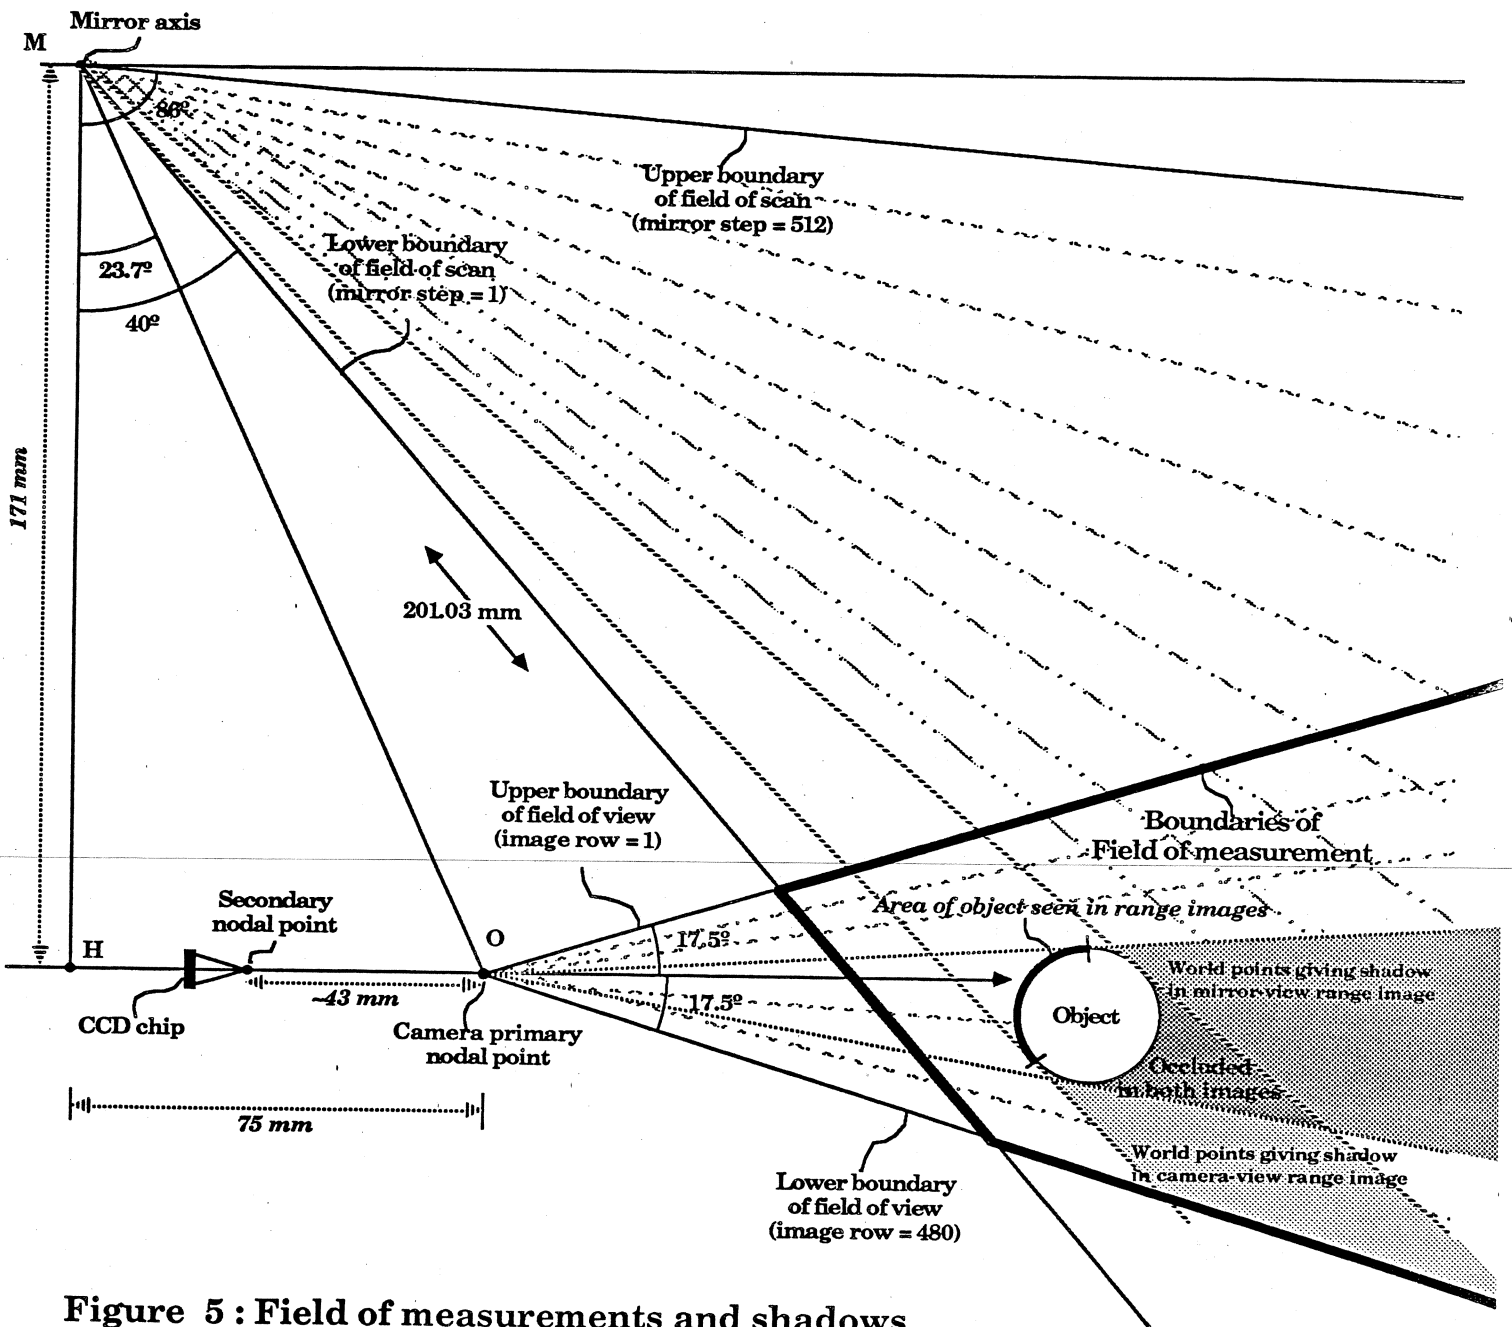 Mirror axis
M
86º
Upper boundary
of field of scan
(mirror step = 512)
Lower boundary
of field of scan
(mirror step = 1)
23.7º
40º
171 mm
201.03 mm
Upper boundary
of field of view
(image row = 1)
Boundaries of
Field of measurement
Secondary
nodal point
Area of object seen in range images
H
O
17.5º
World points giving shadow
in mirror-view range image
~43 mm
17.5º
Object
CCD chip
Camera primary
nodal point
Occluded
in both images
75 mm
World points giving shadow
in camera-view range image
Lower boundary
of field of view
(image row = 480)
Figure 5 : Field of measurements and shadows